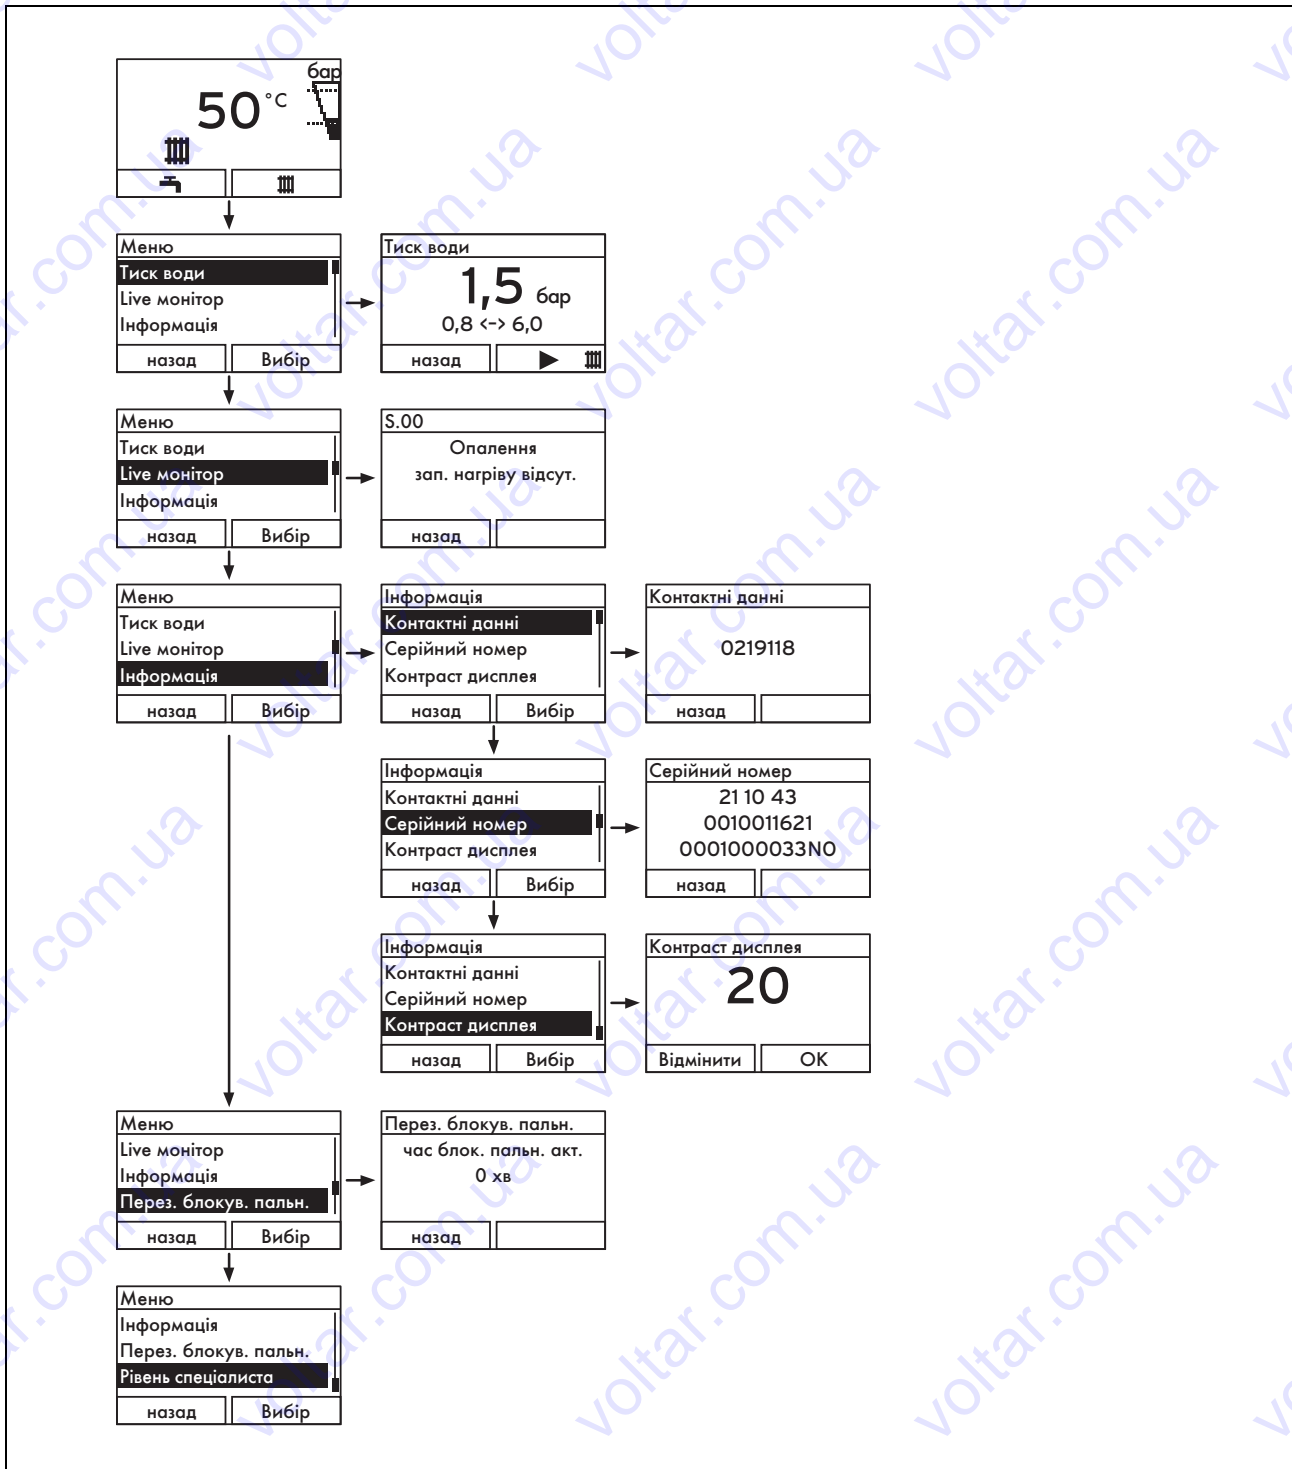 бар
50 °C
Меню
Тиск води
Live монітор
Інформація
назад Вибір
Тиск води
1,5 бар
0,8 <-> 6,0
назад
Меню
Тиск води
Live монітор
Інформація
назад Вибір
S.00
Опалення
зап. нагріву відсут.
назад
Меню
Тиск води
Live монітор
Інформація
назад Вибір
Інформація
Контактні данні
Серійний номер
Контраст дисплея
назад Вибір
Контактні данні
0219118
назад
Інформація
Контактні данні
Серійний номер
Контраст дисплея
назад Вибір
Серійний номер
21 10 43
0010011621
0001000033N0
назад
Інформація
Контактні данні
Серійний номер
Контраст дисплея
назад Вибір
Контраст дисплея
20
Відмінити OK
Меню
Live монітор
Інформація
Перез. блокув. пальн.
назад Вибір
Перез. блокув. пальн.
час блок. пальн. акт.
0 хв
назад
Меню
Інформація
Перез. блокув. пальн.
Рівень спеціалиста
назад Вибір
voltar.com.ua